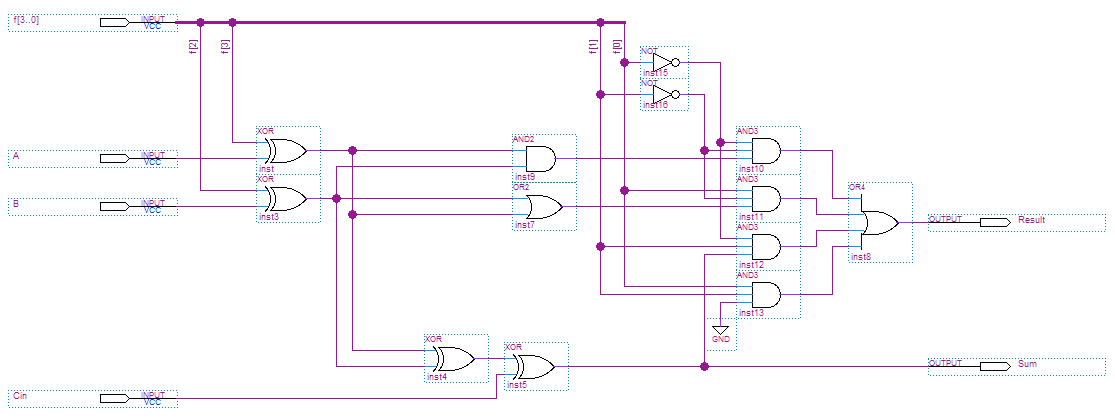 f[3..0] INPUT VCC
f[2] f[3] f[1] f[0]
NOT
inst15
NOT
inst16
XOR
inst
A INPUT VCC
XOR
inst3
B INPUT VCC
AND2
inst9
OR2
inst7
AND3
inst10
AND3
inst11
AND3
inst12
AND3
inst13
GND
OR4
inst8
OUTPUT Result
XOR
inst4
XOR
inst5
OUTPUT Sum
Cin INPUT VCC